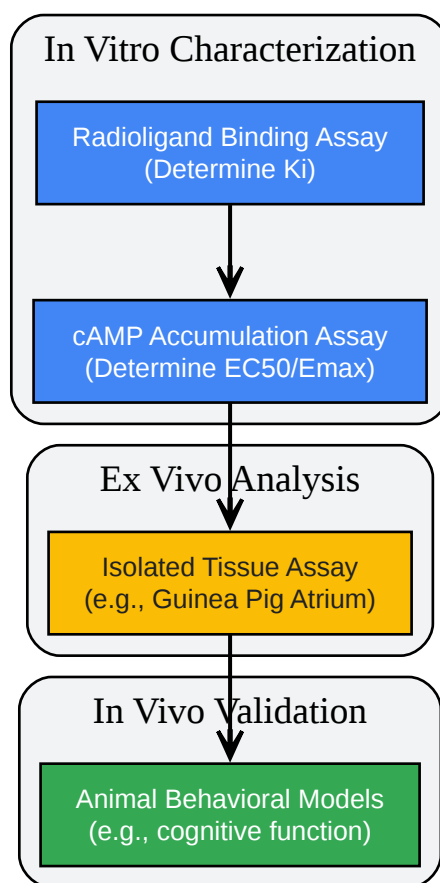 In Vitro Characterization
Radioligand Binding Assay
(Determine Ki)
cAMP Accumulation Assay
(Determine EC50/Emax)
Ex Vivo Analysis
Isolated Tissue Assay
(e.g., Guinea Pig Atrium)
In Vivo Validation
Animal Behavioral Models
(e.g., cognitive function)